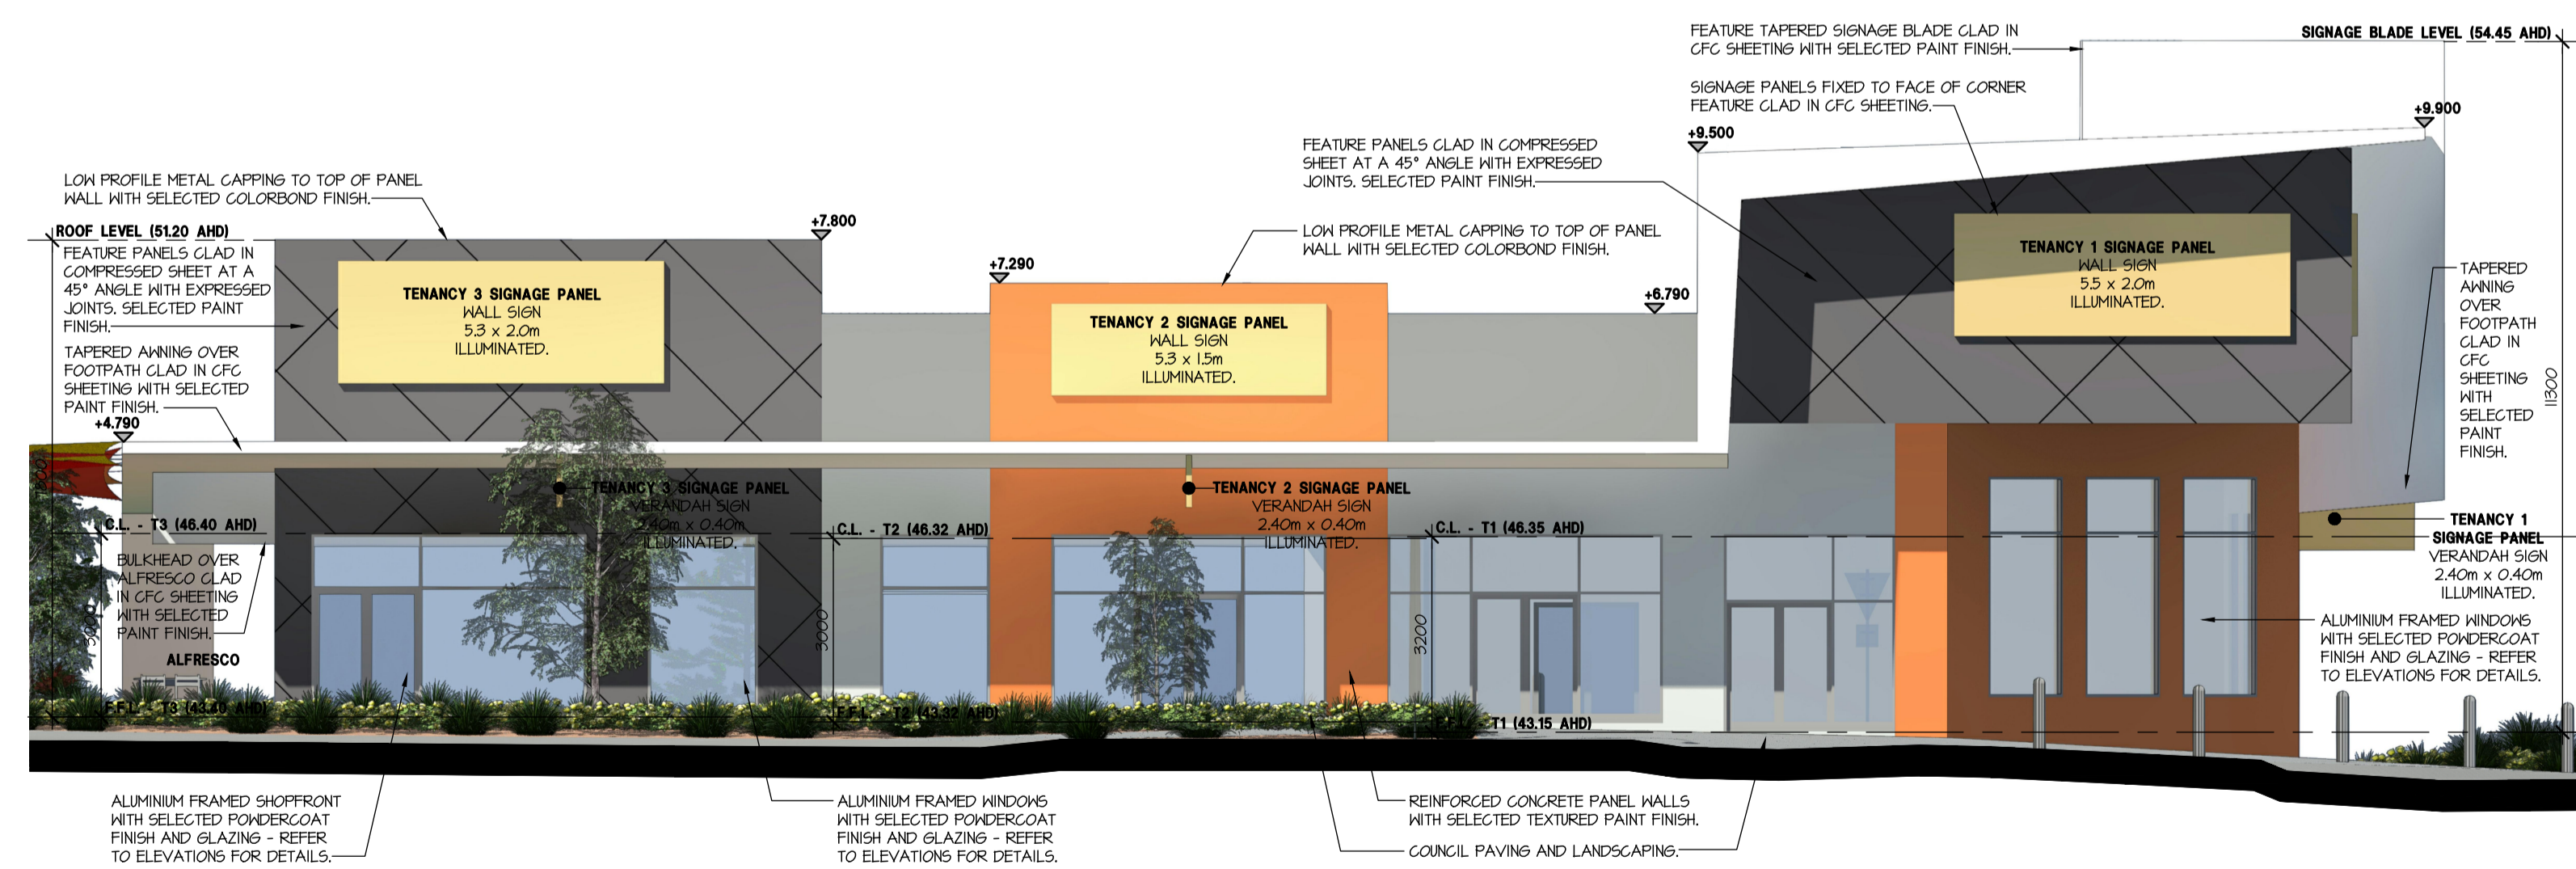 FEATURE TAPERED SIGNAGE BLADE CLAD IN
CFC SHEETING WITH SELECTED PAINT FINISH.
SIGNAGE BLADE LEVEL (54.45 AHD)
SIGNAGE PANELS FIXED TO FACE OF CORNER
FEATURE CLAD IN CFC SHEETING.
+9.900
+9.500
FEATURE PANELS CLAD IN COMPRESSED
SHEET AT A 45° ANGLE WITH EXPRESSED
JOINTS. SELECTED PAINT FINISH.
LOW PROFILE METAL CAPPING TO TOP OF PANEL
WALL WITH SELECTED COLORBOND FINISH.
+7.800
ROOF LEVEL (51.20 AHD)
LOW PROFILE METAL CAPPING TO TOP OF PANEL
WALL WITH SELECTED COLORBOND FINISH.
FEATURE PANELS CLAD IN
COMPRESSED SHEET AT A
45° ANGLE WITH EXPRESSED
JOINTS. SELECTED PAINT
FINISH.
+7.290
+6.790
TENANCY 3 SIGNAGE PANEL
WALL SIGN
5.3 x 2.0m
ILLUMINATED.
TENANCY 2 SIGNAGE PANEL
WALL SIGN
5.3 x 1.5m
ILLUMINATED.
TENANCY 1 SIGNAGE PANEL
WALL SIGN
5.5 x 2.0m
ILLUMINATED.
TAPERED
AWNING
OVER
FOOTPATH
CLAD IN
CFC
SHEETING
WITH
SELECTED
PAINT
FINISH.
11300
TAPERED AWNING OVER
FOOTPATH CLAD IN CFC
SHEETING WITH SELECTED
PAINT FINISH.
+4.790
TENANCY 3 SIGNAGE PANEL
VERANDAH SIGN
2.40m x 0.40m
ILLUMINATED.
TENANCY 2 SIGNAGE PANEL
VERANDAH SIGN
2.40m x 0.40m
ILLUMINATED.
TENANCY 1
SIGNAGE PANEL
VERANDAH SIGN
2.40m x 0.40m
ILLUMINATED.
C.L. - T3 (46.40 AHD)
C.L. - T2 (46.32 AHD)
C.L. - T1 (46.35 AHD)
BULKHEAD OVER
ALFRESCO CLAD
IN CFC SHEETING
WITH SELECTED
PAINT FINISH.
3000
3000
3200
ALFRESCO
ALUMINIUM FRAMED WINDOWS
WITH SELECTED POWDERCOAT
FINISH AND GLAZING - REFER
TO ELEVATIONS FOR DETAILS.
F.F.L. - T3 (43.40 AHD)
F.F.L. - T2 (43.32 AHD)
F.F.L. - T1 (43.15 AHD)
ALUMINIUM FRAMED SHOPFRONT
WITH SELECTED POWDERCOAT
FINISH AND GLAZING - REFER
TO ELEVATIONS FOR DETAILS.
ALUMINIUM FRAMED WINDOWS
WITH SELECTED POWDERCOAT
FINISH AND GLAZING - REFER
TO ELEVATIONS FOR DETAILS.
REINFORCED CONCRETE PANEL WALLS
WITH SELECTED TEXTURED PAINT FINISH.
COUNCIL PAVING AND LANDSCAPING.